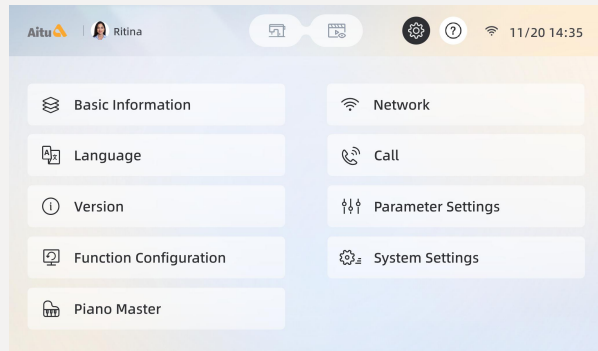 Aitu
Ritina
11/20 14:35
Basic Information
Network
Language
Call
Version
Parameter Settings
Function Configuration
System Settings
Piano Master